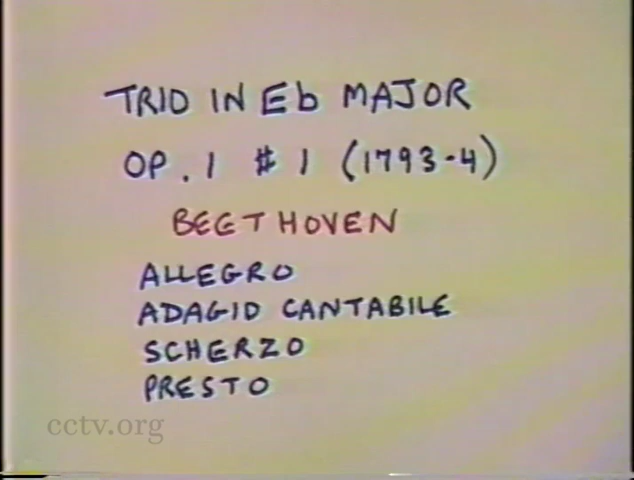 TRIO IN Eb MAJOR
OP. 1 # 1 (1793-4)
BEETHOVEN
ALLEGRO
ADAGIO CANTABILE
SCHERZO
PRESTO
cctv.org